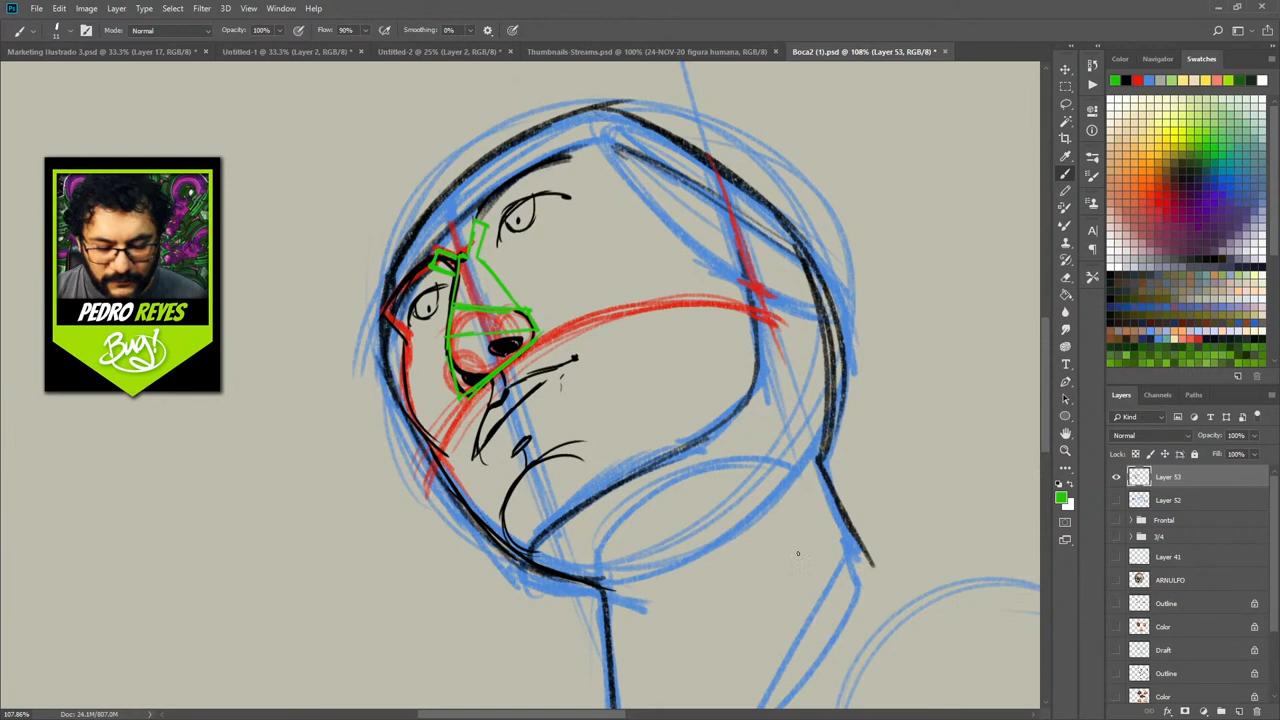 Ps File Edit Image Layer Type Select Filter 3D View Window Help
11 Mode: Normal Opacity: 100% Flow: 90% Smoothing: 0%
Marketing Ilustrado 3.psd @ 33.3% (Layer 17, RGB/8) * × Untitled-1 @ 33.3% (Layer 2, RGB/8) * × Untitled-2 @ 25% (Layer 2, RGB/8) * × Thumbnails-Streams.psd @ 100% (24-NOV-20 figura humana, RGB/8) × Boca2 (1).psd @ 108% (Layer 53, RGB/8) * ×
Color Navigator Swatches
PEDRO REYES
Bug!
Layers Channels Paths
Kind
Normal Opacity: 100%
Lock: Fill: 100%
Layer 53
Layer 52
Frontal
3/4
Layer 41
ARNULFO
Outline
Color
Draft
Outline
Color
107.86% Doc: 24.1M/807.0M